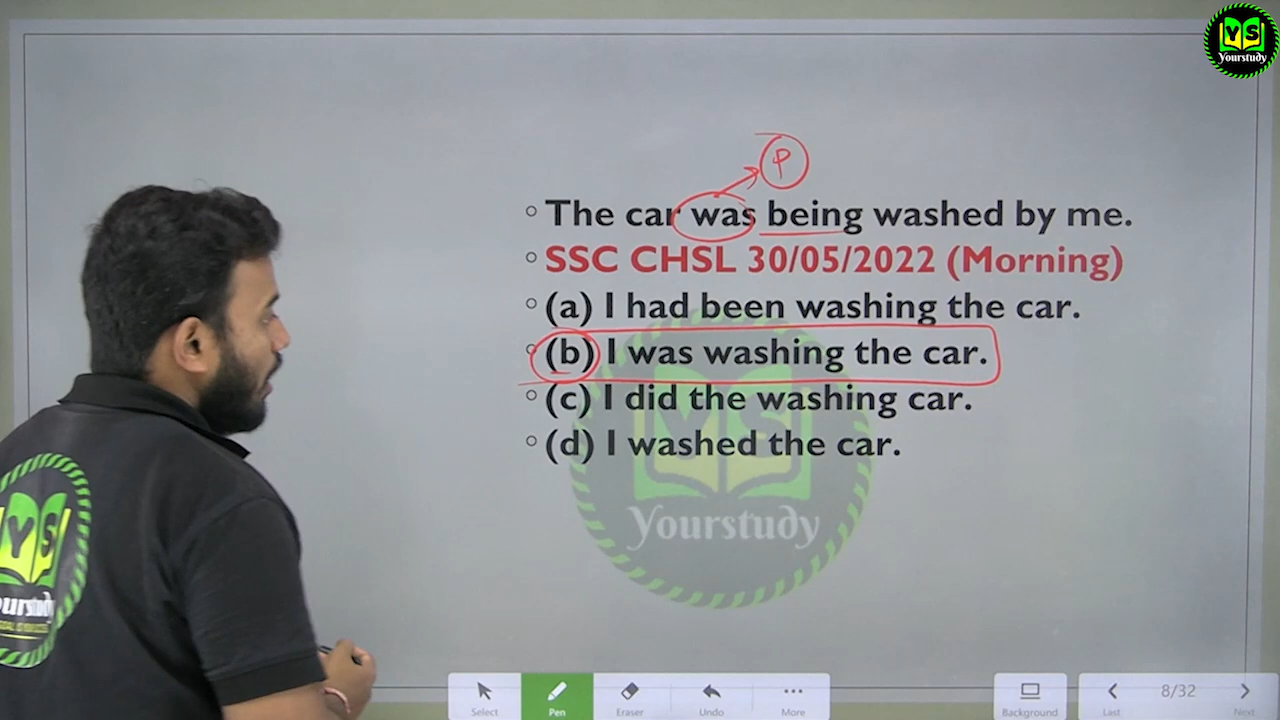 YS
Yourstudy
P
The car was being washed by me.
SSC CHSL 30/05/2022 (Morning)
(a) I had been washing the car.
(b) I was washing the car.
(c) I did the washing car.
(d) I washed the car.
YS
Yourstudy
YS
Select Pen Eraser Undo More Background Last 8/32 Next